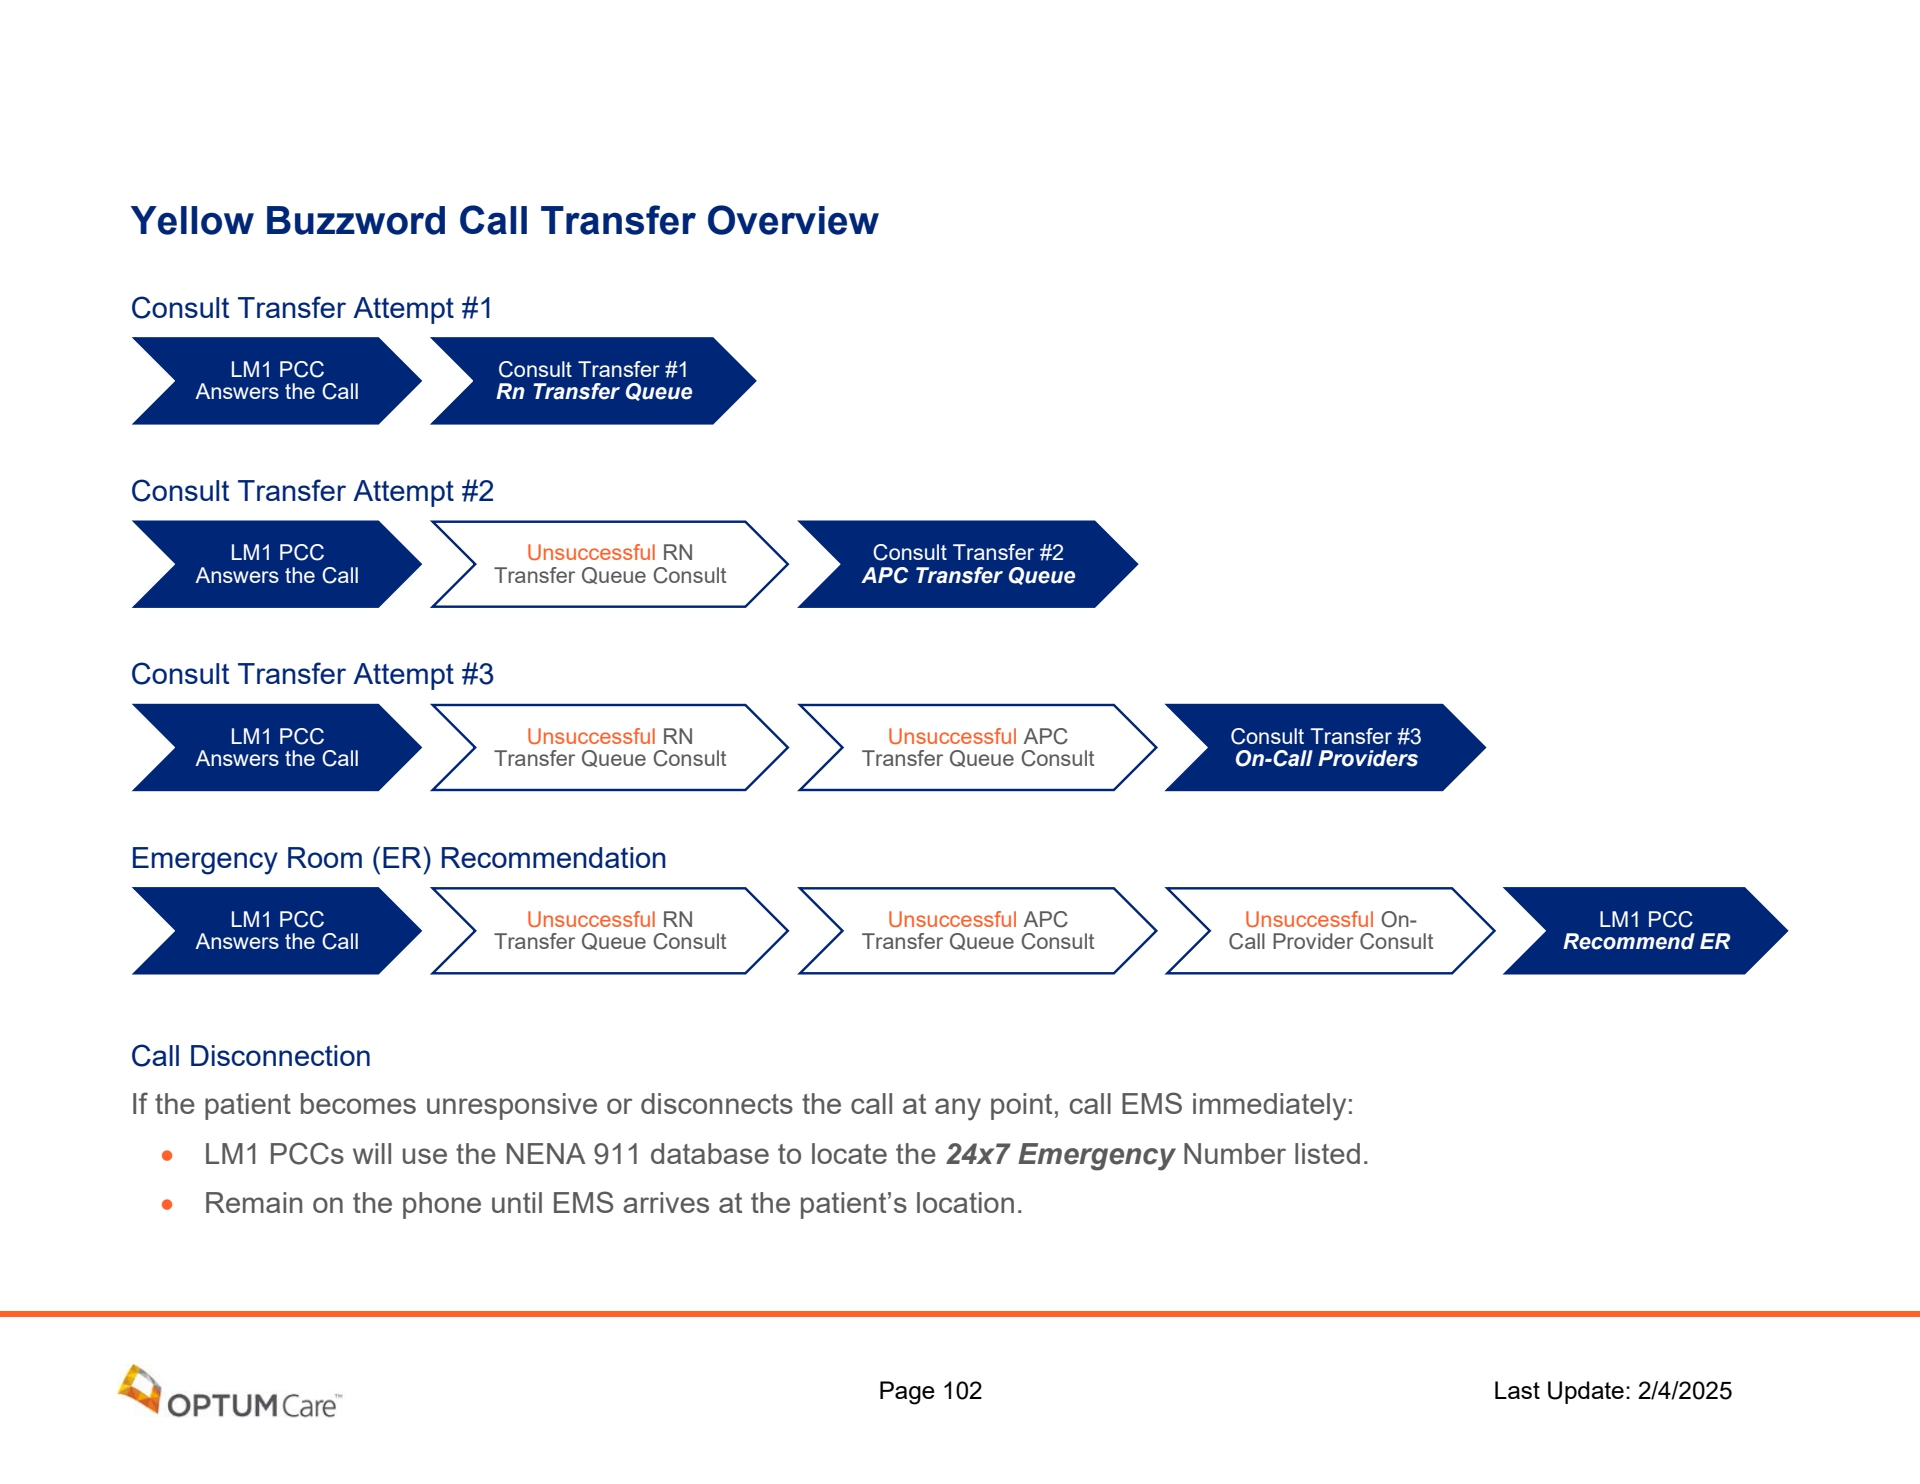 Yellow Buzzword Call Transfer Overview
Consult Transfer Attempt #1
LM1 PCC
Answers the Call
Consult Transfer #1
Rn Transfer Queue
Consult Transfer Attempt #2
LM1 PCC
Answers the Call
Unsuccessful RN
Transfer Queue Consult
Consult Transfer #2
APC Transfer Queue
Consult Transfer Attempt #3
LM1 PCC
Answers the Call
Unsuccessful RN
Transfer Queue Consult
Unsuccessful APC
Transfer Queue Consult
Consult Transfer #3
On-Call Providers
Emergency Room (ER) Recommendation
LM1 PCC
Answers the Call
Unsuccessful RN
Transfer Queue Consult
Unsuccessful APC
Transfer Queue Consult
Unsuccessful On-
Call Provider Consult
LM1 PCC
Recommend ER
Call Disconnection
If the patient becomes unresponsive or disconnects the call at any point, call EMS immediately:
• LM1 PCCs will use the NENA 911 database to locate the 24x7 Emergency Number listed.
• Remain on the phone until EMS arrives at the patient’s location.
OPTUM Care™
Page 102
Last Update: 2/4/2025